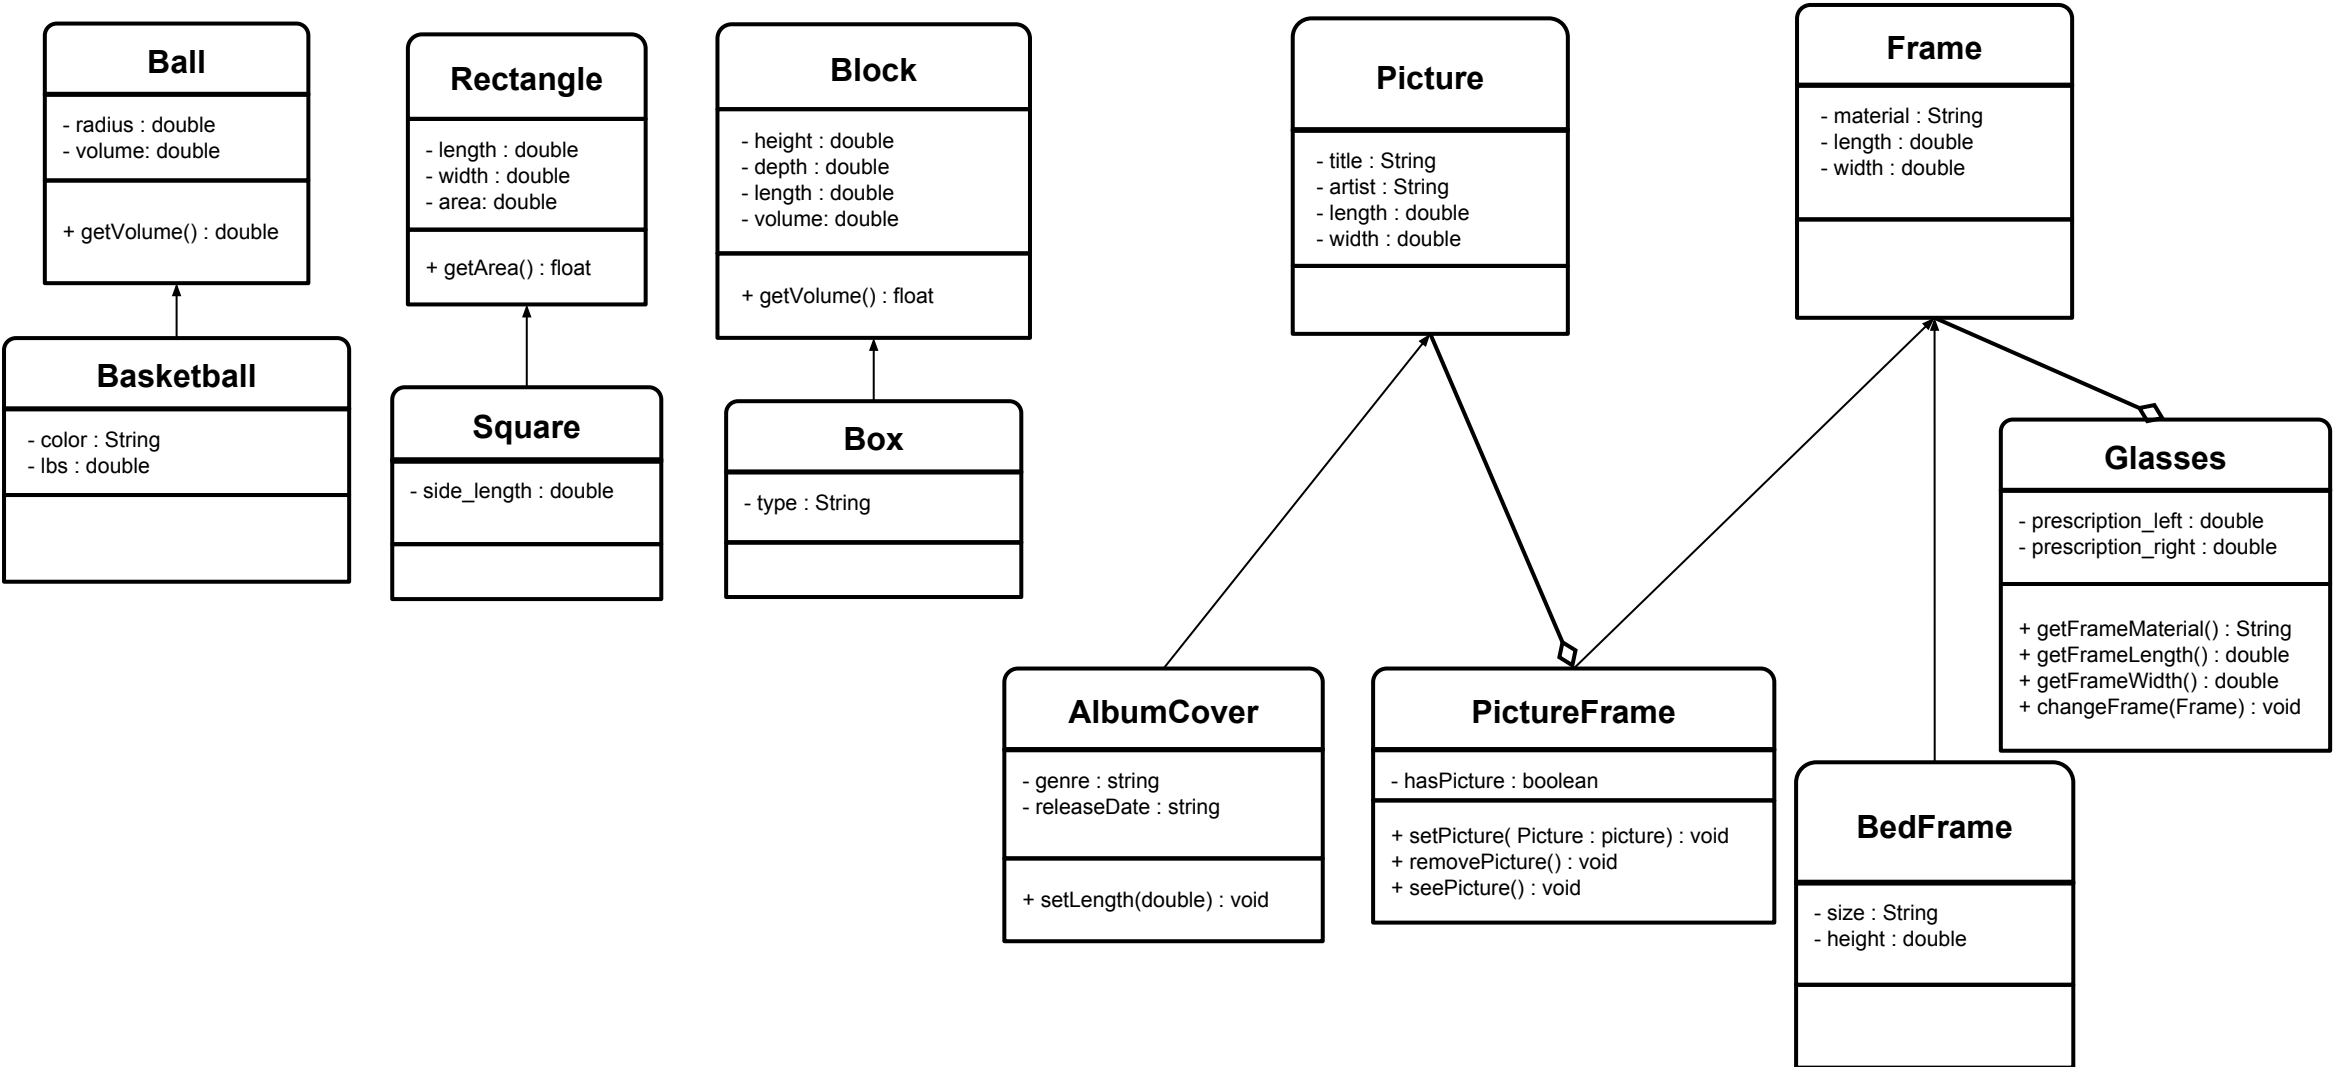 Ball
- radius : double
- volume: double
+ getVolume() : double
Basketball
- color : String
- lbs : double
Rectangle
- length : double
- width : double
- area: double
+ getArea() : float
Square
- side_length : double
Block
- height : double
- depth : double
- length : double
- volume: double
+ getVolume() : float
Box
- type : String
Picture
- title : String
- artist : String
- length : double
- width : double
Frame
- material : String
- length : double
- width : double
Glasses
- prescription_left : double
- prescription_right : double
+ getFrameMaterial() : String
+ getFrameLength() : double
+ getFrameWidth() : double
+ changeFrame(Frame) : void
AlbumCover
- genre : string
- releaseDate : string
+ setLength(double) : void
PictureFrame
- hasPicture : boolean
+ setPicture( Picture : picture) : void
+ removePicture() : void
+ seePicture() : void
BedFrame
- size : String
- height : double